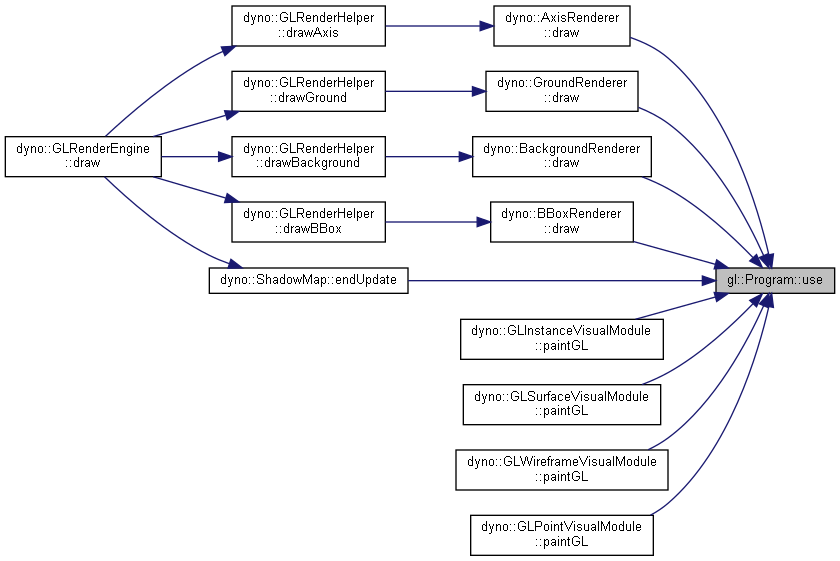 dyno::GLRenderHelper
::drawAxis
dyno::AxisRenderer
::draw
dyno::GLRenderHelper
::drawGround
dyno::GroundRenderer
::draw
dyno::GLRenderEngine
::draw
dyno::GLRenderHelper
::drawBackground
dyno::BackgroundRenderer
::draw
dyno::GLRenderHelper
::drawBBox
dyno::BBoxRenderer
::draw
dyno::ShadowMap::endUpdate
gl::Program::use
dyno::GLInstanceVisualModule
::paintGL
dyno::GLSurfaceVisualModule
::paintGL
dyno::GLWireframeVisualModule
::paintGL
dyno::GLPointVisualModule
::paintGL